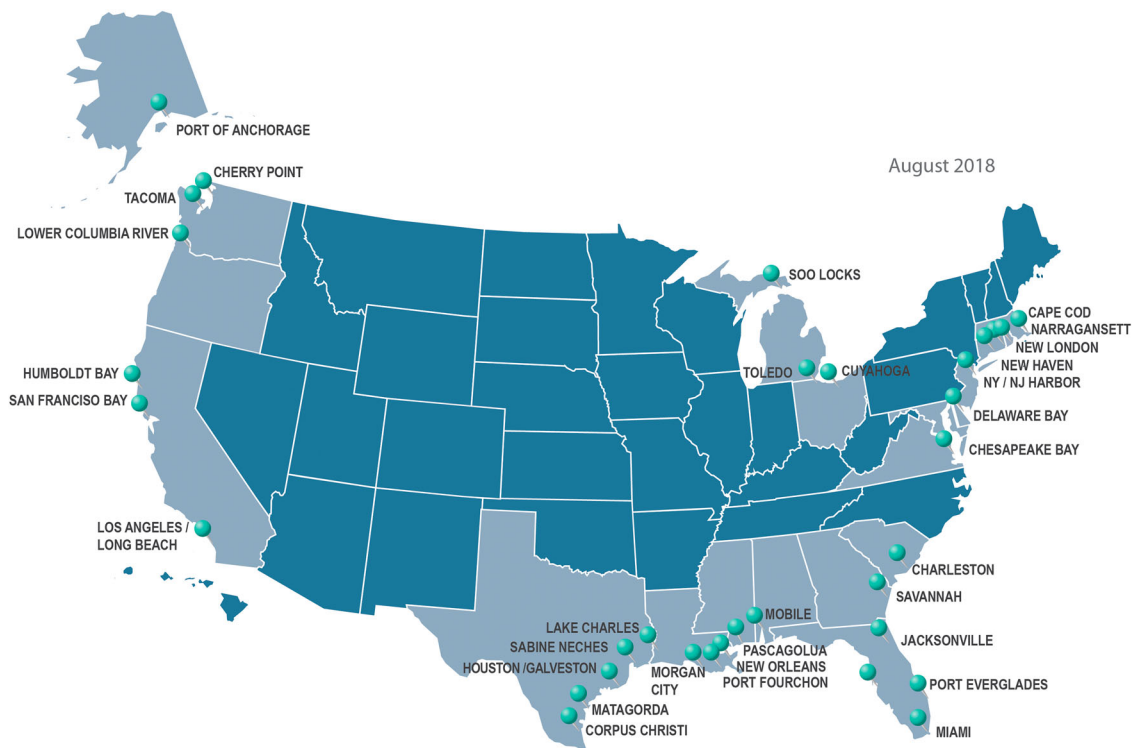 PORT OF ANCHORAGE
August 2018
CHERRY POINT
TACOMA
LOWER COLUMBIA RIVER
SOO LOCKS
CAPE COD
NARRAGANSETT
NEW LONDON
NEW HAVEN
NY / NJ HARBOR
TOLEDO
CUYAHOGA
HUMBOLDT BAY
SAN FRANCISO BAY
DELAWARE BAY
CHESAPEAKE BAY
LOS ANGELES /
LONG BEACH
CHARLESTON
SAVANNAH
MOBILE
LAKE CHARLES
JACKSONVILLE
SABINE NECHES
PASCAGOLUA
HOUSTON /GALVESTON
NEW ORLEANS
MORGAN
CITY
PORT FOURCHON
PORT EVERGLADES
MATAGORDA
CORPUS CHRISTI
MIAMI